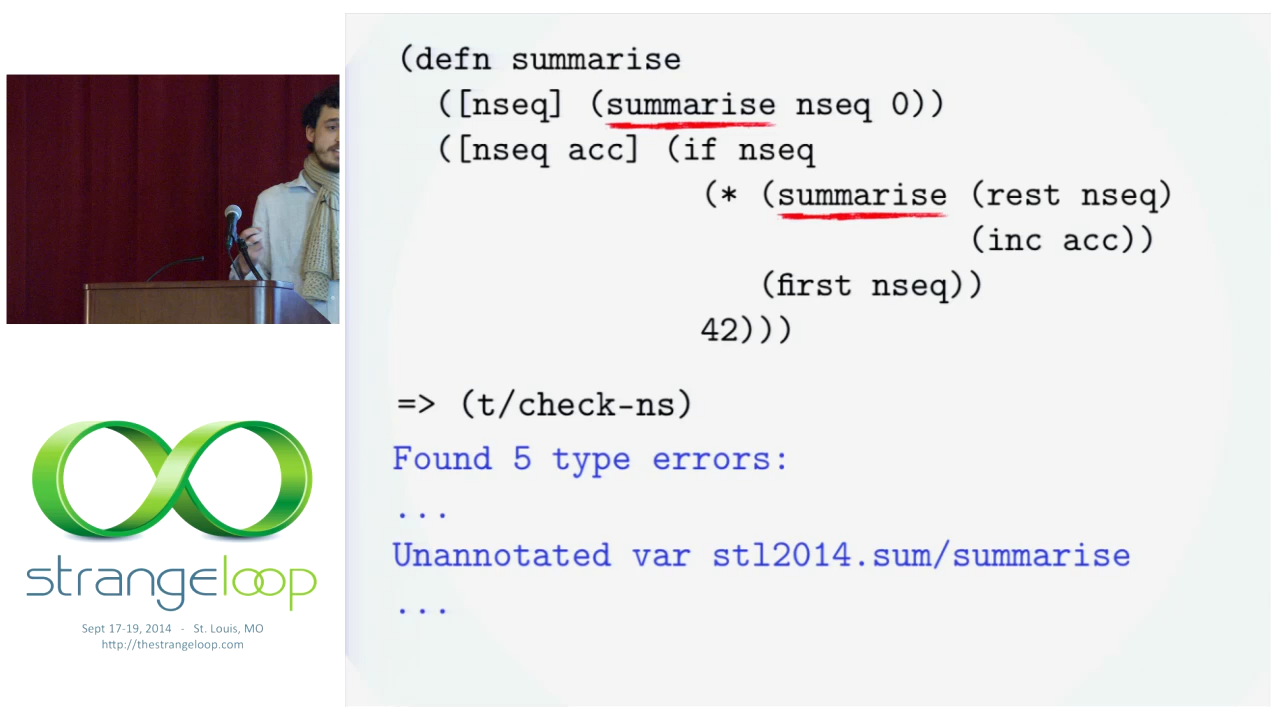 (defn summarise
([nseq] (summarise nseq 0))
([nseq acc] (if nseq
(* (summarise (rest nseq)
(inc acc))
(first nseq))
42)))
=> (t/check-ns)
Found 5 type errors:
...
Unannotated var stl2014.sum/summarise
...
strangeloop
Sept 17-19, 2014 - St. Louis, MO
http://thestrangeloop.com